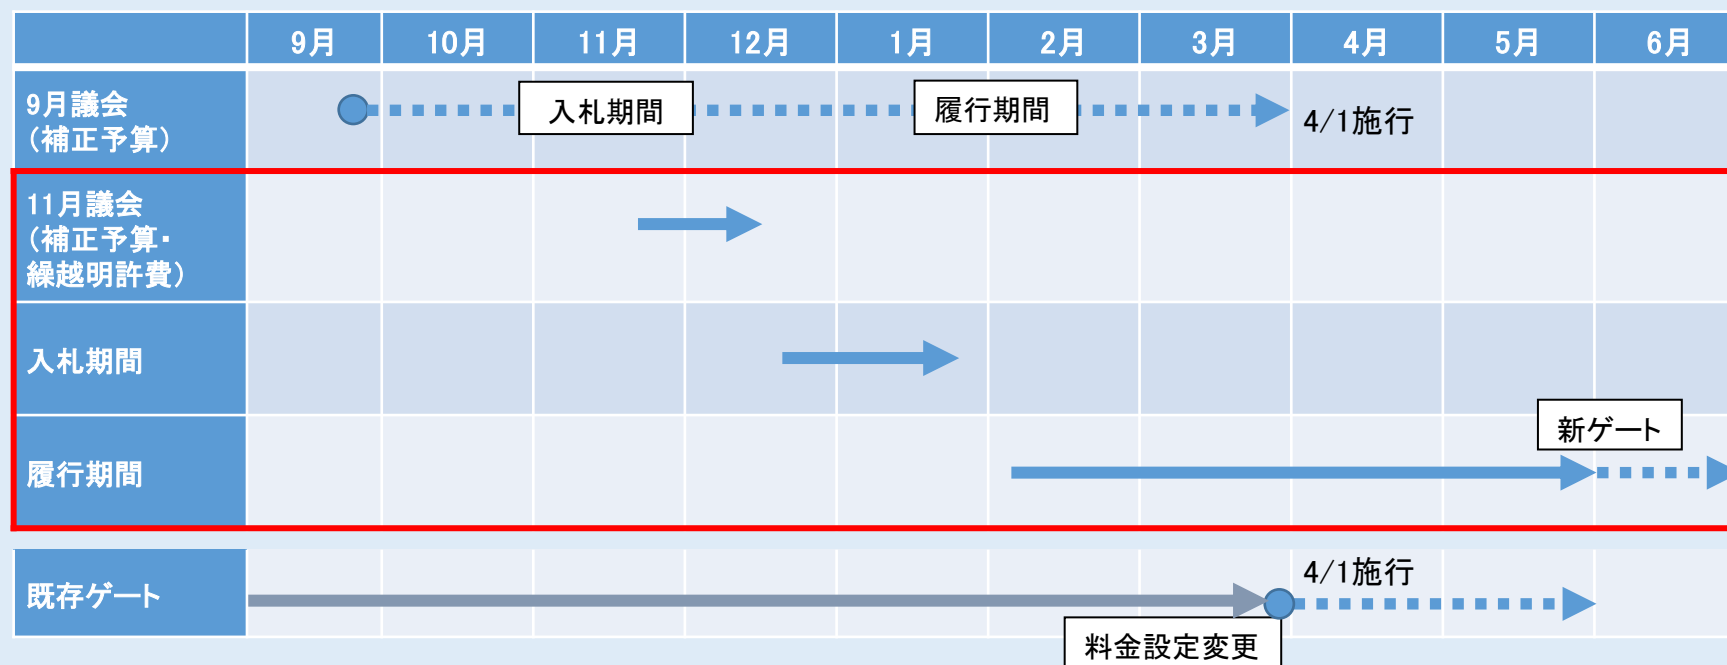 9月 10月 11月 12月 1月 2月 3月 4月 5月 6月
9月議会
（補正予算）
入札期間
履行期間
4/1施行
11月議会
（補正予算・
繰越明許費）
入札期間
履行期間
新ゲート
既存ゲート
4/1施行
料金設定変更